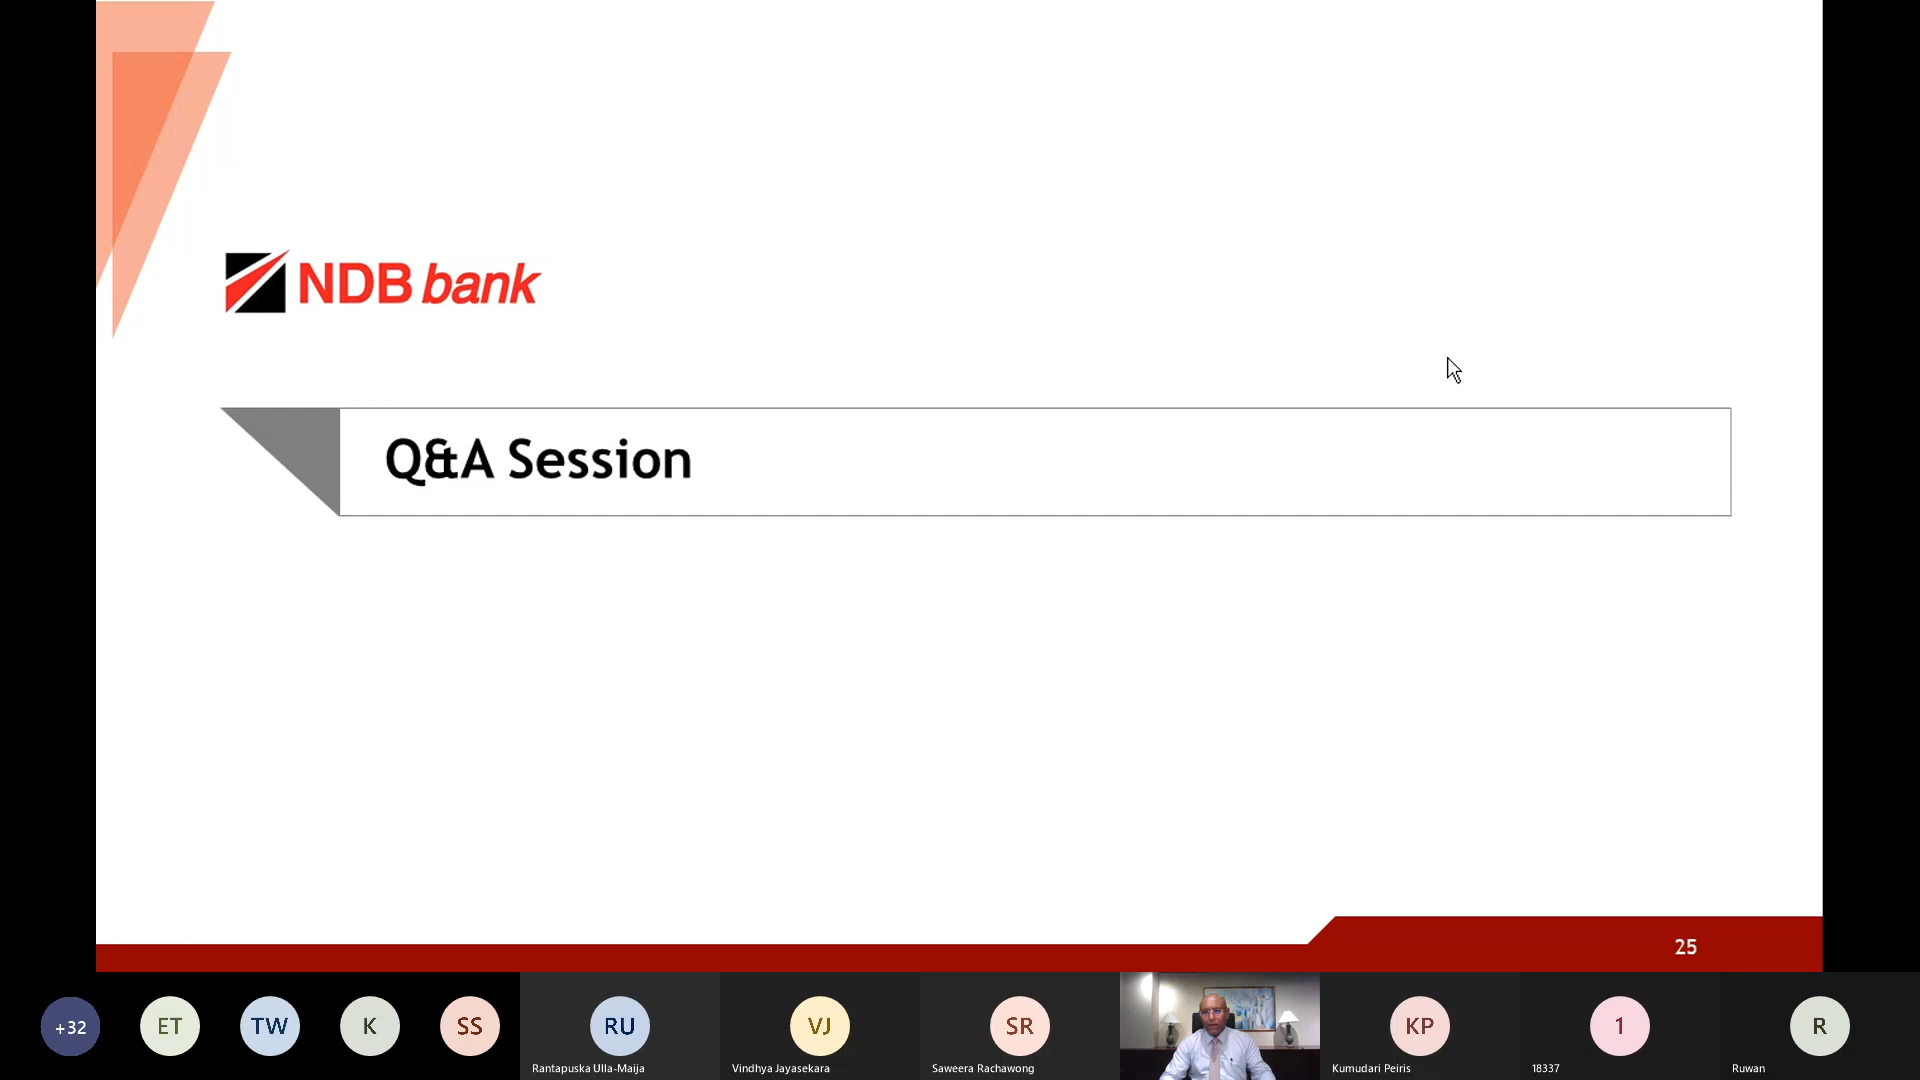 NDB bank
Q&A Session
25
+32
ET
TW
K
SS
RU
VJ
SR
KP
1
R
Rantapuska Ulla-Maija
Vindhya Jayasekara
Saweera Rachawong
Kumudari Peiris
18337
Ruwan